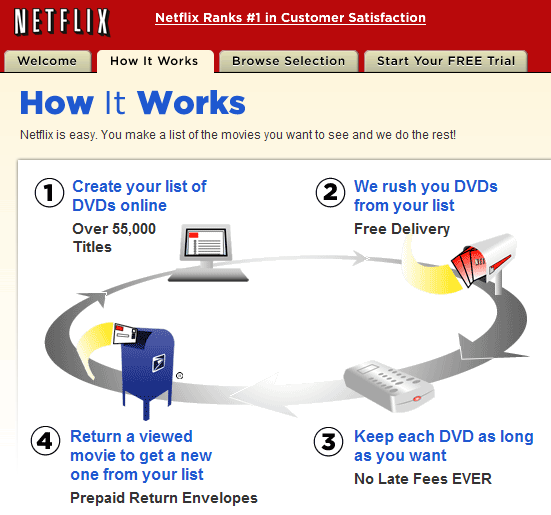 NETFLIX
Netflix Ranks #1 in Customer Satisfaction
Welcome
How It Works
Browse Selection
Start Your FREE Trial
How It Works
Netflix is easy. You make a list of the movies you want to see and we do the rest!
1
Create your list of
DVDs online
Over 55,000
Titles
2
We rush you DVDs
from your list
Free Delivery
4
Return a viewed
movie to get a new
one from your list
Prepaid Return Envelopes
3
Keep each DVD as long
as you want
No Late Fees EVER
®